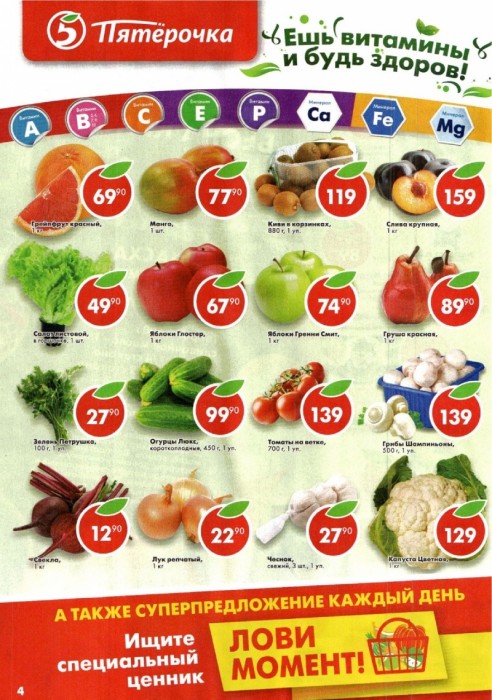 5 Пятёрочка
Ешь витамины
и будь здоров!
Витамин A
Витамин B
Витамин C
Витамин E
Витамин P
Минерал Ca
Минерал Fe
Минерал Mg
69 90
77 90
119
159
Грейпфрут красный,
1 кг
Манго,
1 шт.
Киви в корзинках,
880 г, 1 уп.
Слива крупная,
1 кг
49 90
67 90
74 90
89 90
Салат листовой,
в горшочке, 1 шт.
Яблоки Глостер,
1 кг
Яблоки Гренни Смит,
1 кг
Груша красная,
1 кг
27 90
99 90
139
139
Зелень Петрушка,
100 г, 1 уп.
Огурцы Люкс,
короткоплодные, 450 г, 1 уп.
Томаты на ветке,
700 г, 1 уп.
Грибы Шампиньоны,
500 г, 1 уп.
12 90
22 90
27 90
129
Свекла,
1 кг
Лук репчатый,
1 кг
Чеснок,
свежий, 3 шт., 1 уп.
Капуста Цветная,
1 кг
А ТАКЖЕ СУПЕРПРЕДЛОЖЕНИЕ КАЖДЫЙ ДЕНЬ
Ищите
специальный
ценник
ЛОВИ
МОМЕНТ!
4